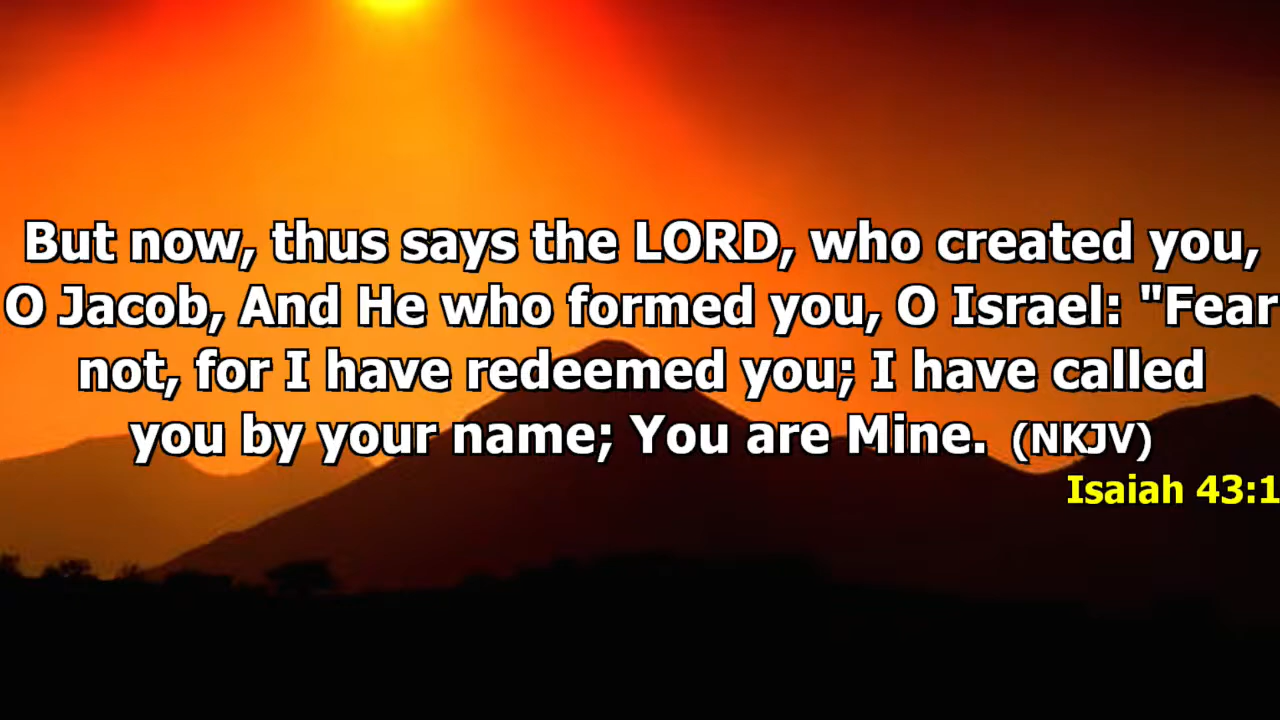 But now, thus says the LORD, who created you,
O Jacob, And He who formed you, O Israel: "Fear
not, for I have redeemed you; I have called
you by your name; You are Mine. (NKJV)
Isaiah 43:1